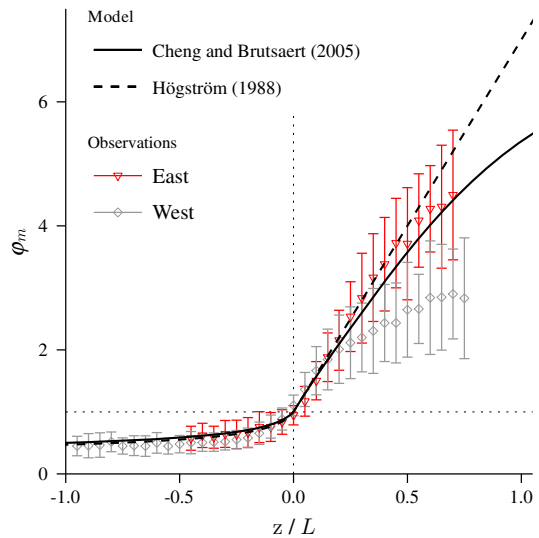 Model
Cheng and Brutsaert (2005)
Högström (1988)
Observations
East
West
φm
6
4
2
0
-1.0 -0.5 0.0 0.5 1.0
z / L